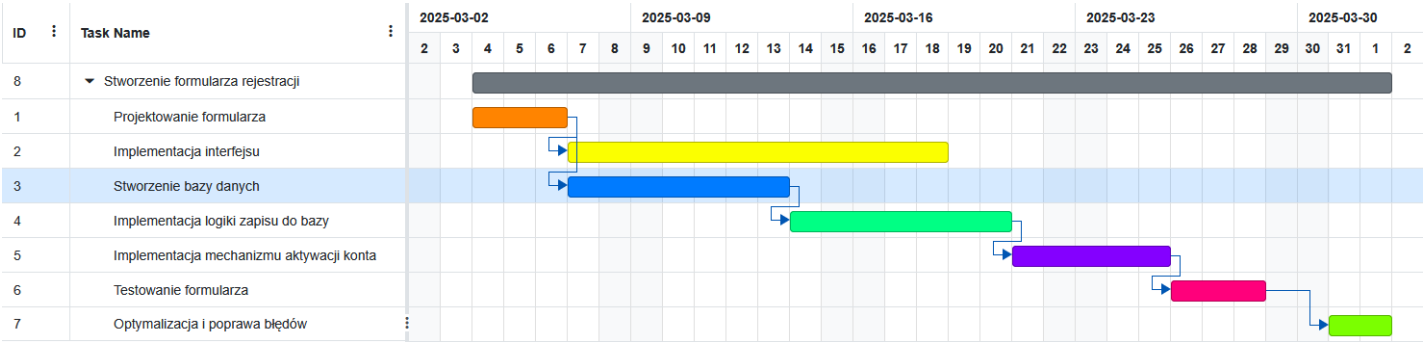 2025-03-02 2025-03-09 2025-03-16 2025-03-23 2025-03-30
ID Task Name
2 3 4 5 6 7 8 9 10 11 12 13 14 15 16 17 18 19 20 21 22 23 24 25 26 27 28 29 30 31 1 2
8 Stworzenie formularza rejestracji
1 Projektowanie formularza
2 Implementacja interfejsu
3 Stworzenie bazy danych
4 Implementacja logiki zapisu do bazy
5 Implementacja mechanizmu aktywacji konta
6 Testowanie formularza
7 Optymalizacja i poprawa błędów